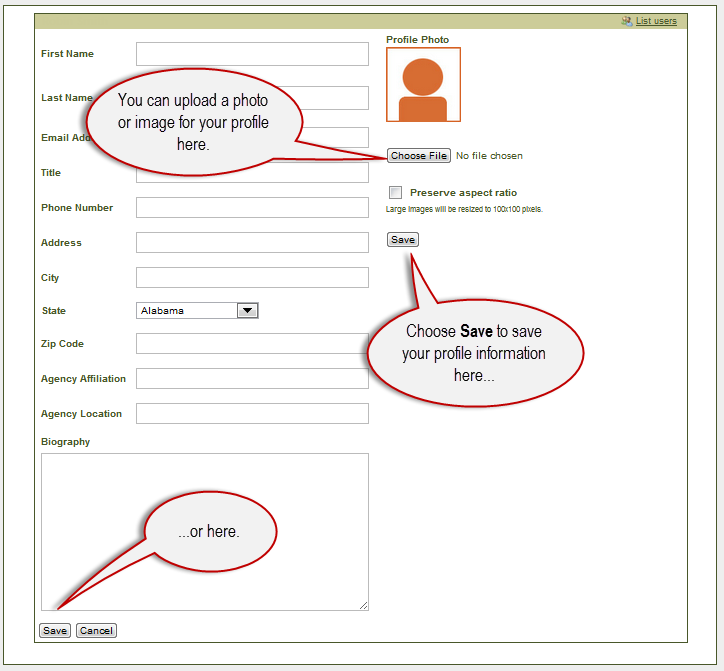 List users
First Name
Last Name
Email Add
Title
Phone Number
Address
City
State
Alabama
Zip Code
Agency Affiliation
Agency Location
Biography
Save Cancel
Profile Photo
Choose File No file chosen
Preserve aspect ratio
Large images will be resized to 100x100 pixels.
Save
You can upload a photo
or image for your profile
here.
Choose Save to save
your profile information
here...
...or here.